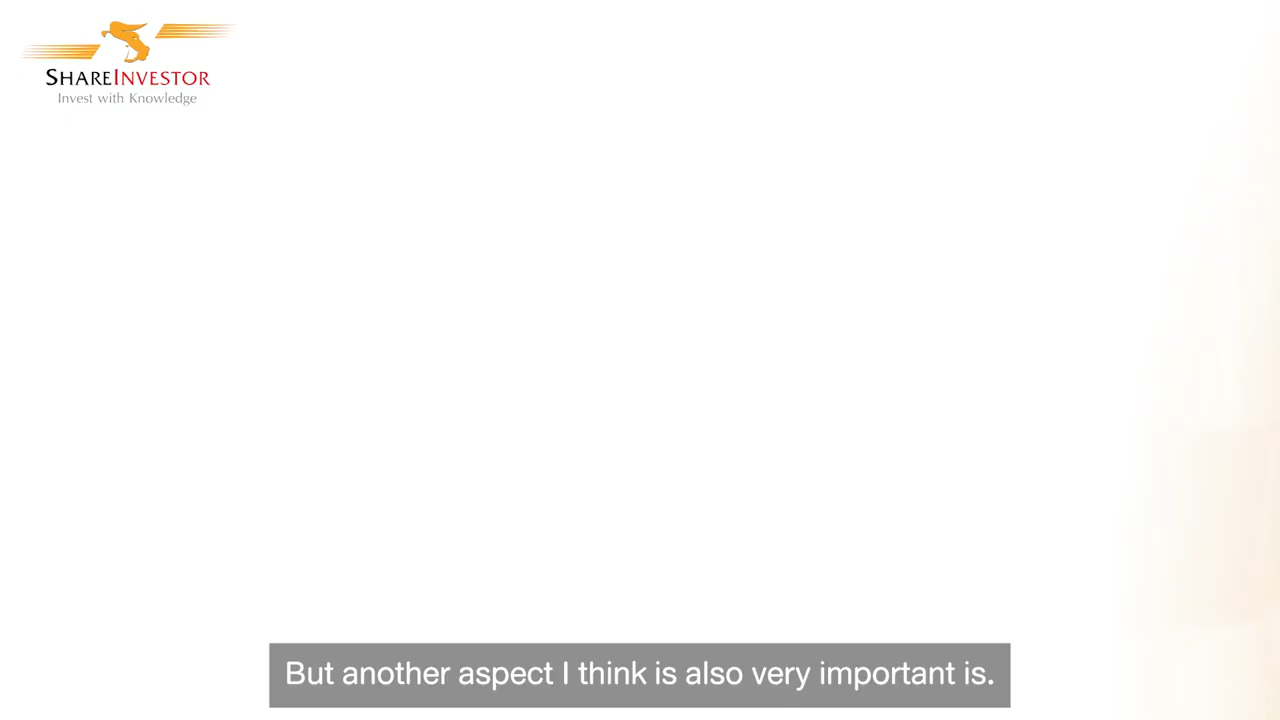 SHAREINVESTOR
Invest with Knowledge
But another aspect I think is also very important is.